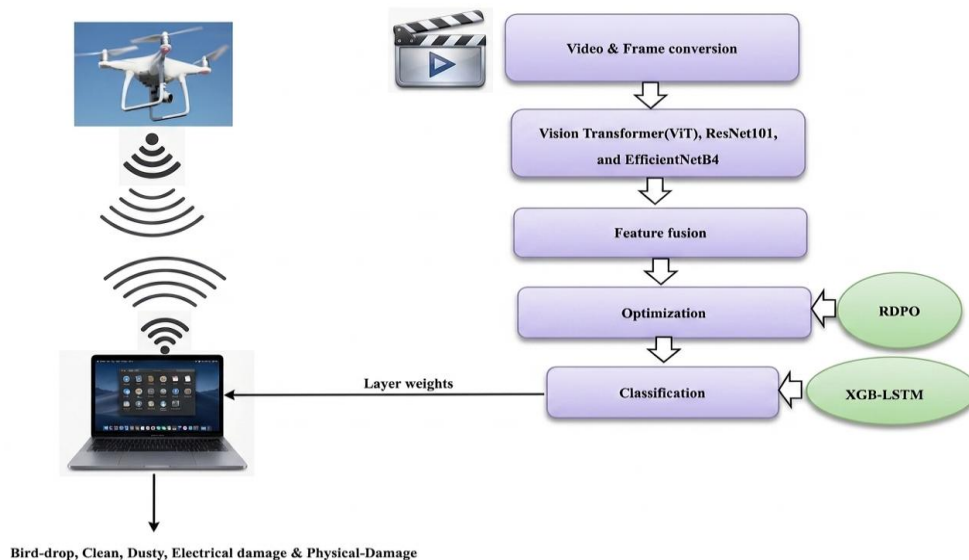 Video & Frame conversion
Vision Transformer(ViT), ResNet101,
and EfficientNetB4
Feature fusion
Optimization
RDPO
Classification
XGB-LSTM
Layer weights
Bird-drop, Clean, Dusty, Electrical damage & Physical-Damage